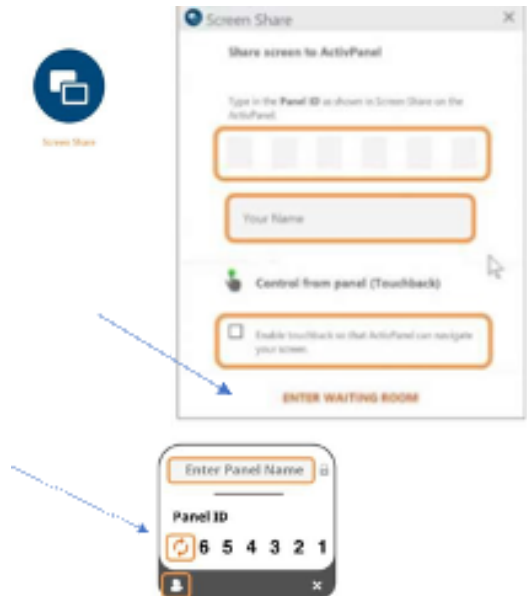 Screen Share
Share screen to ActivPanel
Type in the Panel ID as shown in Screen Share on the
ActivPanel.
Screen Share
Your Name
Control from panel (Touchback)
Enable touchback so that ActivPanel can navigate
your screen.
ENTER WAITING ROOM
Enter Panel Name
Panel ID
6 5 4 3 2 1